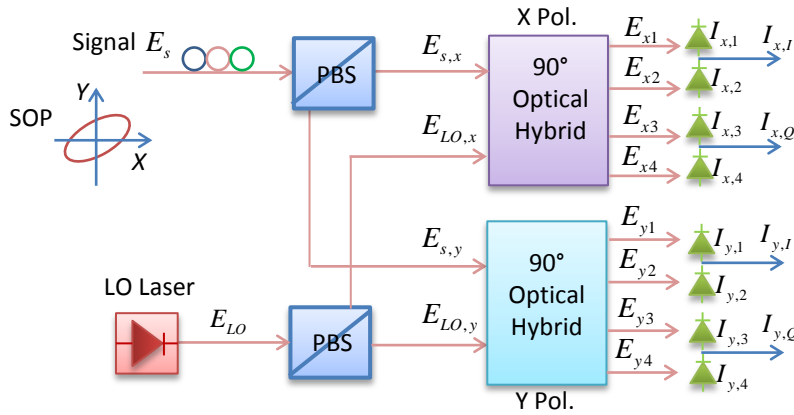 X Pol.
Signal E_s
PBS
E_{s,x}
E_{LO,x}
90°
Optical
Hybrid
E_{x1}
E_{x2}
E_{x3}
E_{x4}
I_{x,1}
I_{x,2}
I_{x,3}
I_{x,4}
I_{x,I}
I_{x,Q}
SOP
Y
X
LO Laser
E_{LO}
PBS
E_{s,y}
E_{LO,y}
90°
Optical
Hybrid
Y Pol.
E_{y1}
E_{y2}
E_{y3}
E_{y4}
I_{y,1}
I_{y,2}
I_{y,3}
I_{y,4}
I_{y,I}
I_{y,Q}